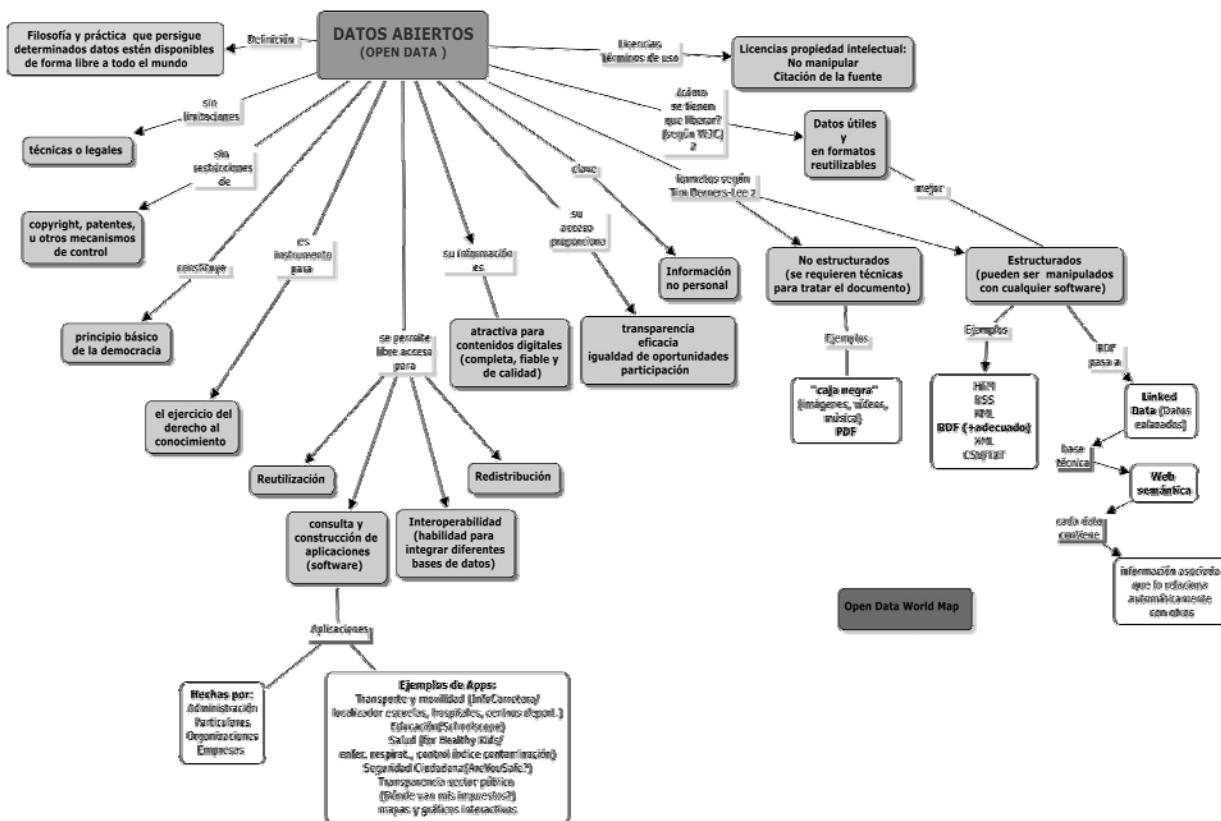 DATOS ABIERTOS
(OPEN DATA )
Definición
Filosofía y práctica que persigue
determinados datos estén disponibles
de forma libre a todo el mundo
Licencias
Términos de uso
Licencias propiedad intelectual:
No manipular
Citación de la fuente
sin
limitaciones
técnicas o legales
sin
restricciones
de
copyright, patentes,
u otros mecanismos
de control
constituye
principio básico
de la democracia
es
instrumento
para
el ejercicio del
derecho al
conocimiento
se permite
libre acceso
para
Reutilización
consulta y
construcción de
aplicaciones
(software)
Interoperabilidad
(habilidad para
integrar diferentes
bases de datos)
Redistribución
Aplicaciones
Hechas por:
Administración
Particulares
Organizaciones
Empresas
Ejemplos de Apps:
Transporte y movilidad (InfoCarretera/
localizador escuelas, hospitales, centros deport.)
Educación(Schoolscope)
Salud (for Healthy Kids/
enfer. respirat., control índice contaminación)
Seguridad Ciudadana(AreYouSafe?)
Transparencia sector público
(Dónde van mis impuestos?)
mapas y gráficos interactivos
su información
es
atractiva para
contenidos digitales
(completa, fiable y
de calidad)
su
acceso
proporciona
transparencia
eficacia
igualdad de oportunidades
participación
clave
Información
no personal
¿cómo
se tienen
que liberar?
(según W3C)
Datos útiles
y
en formatos
reutilizables
mejor
formatos según
Tim Berners-Lee
No estructurados
(se requieren técnicas
para tratar el documento)
Ejemplos
"caja negra"
(imágenes, vídeos,
música)
PDF
Estructurados
(pueden ser manipulados
con cualquier software)
Ejemplos
RSS
RDF (+adecuado)
XML
RDF
pasa a
Linked
Data (Datos
enlazados)
base
técnica
Web
semántica
cada dato
contiene
información asociada
que lo relaciona
automáticamente
con otros
Open Data World Map